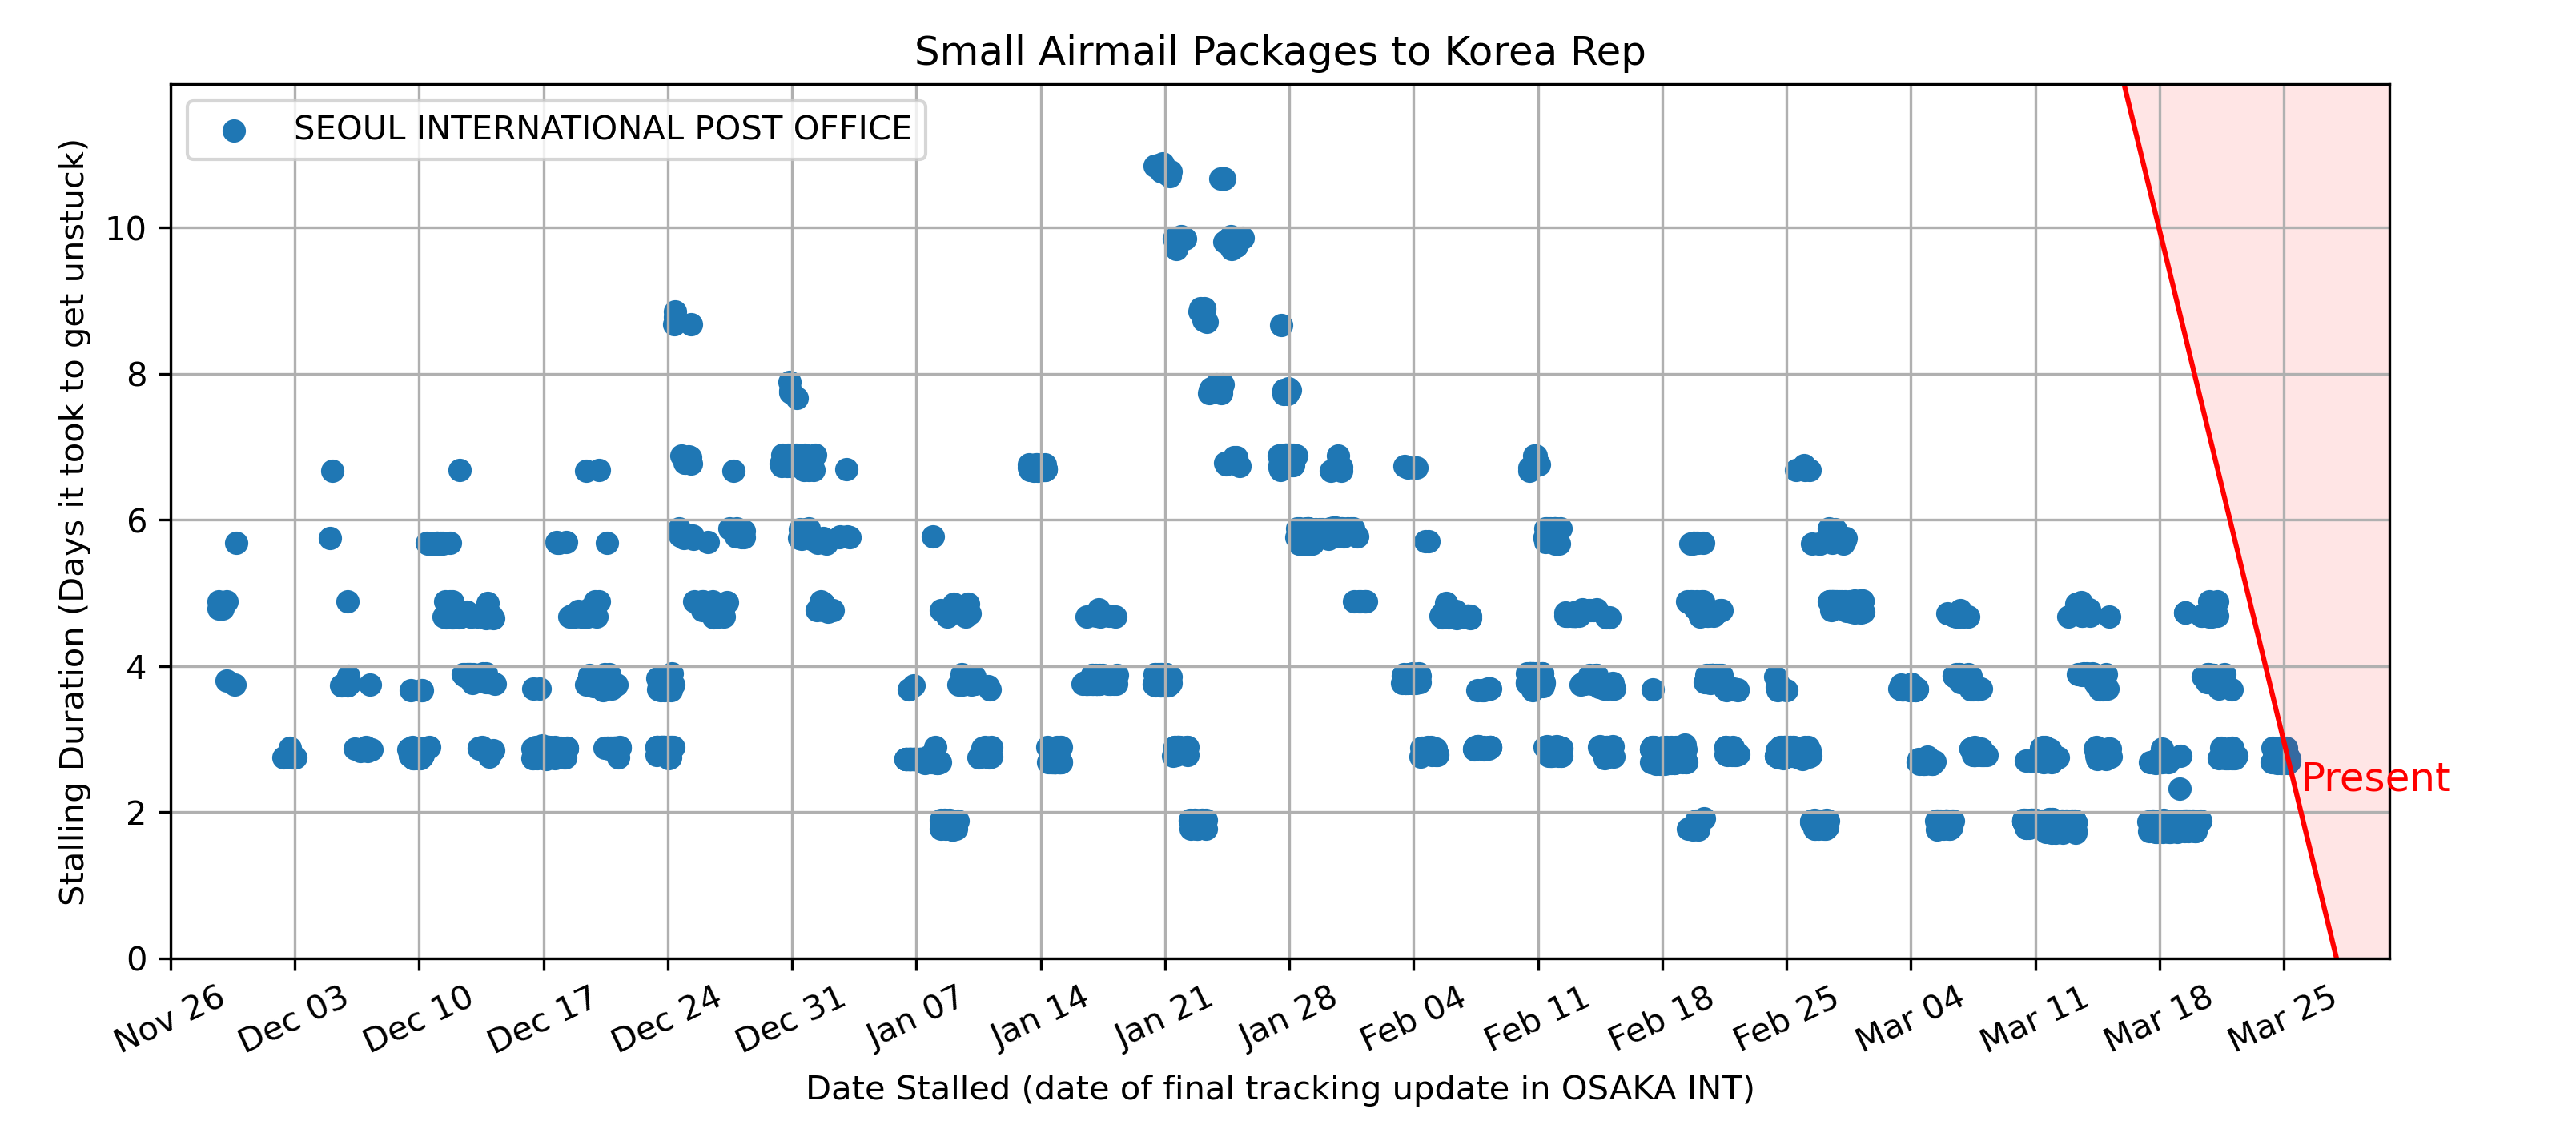 Small Airmail Packages to Korea Rep
SEOUL INTERNATIONAL POST OFFICE
Stalling Duration (Days it took to get unstuck)
10
8
6
4
2
0
Present
Nov 26
Dec 03
Dec 10
Dec 17
Dec 24
Dec 31
Jan 07
Jan 14
Jan 21
Jan 28
Feb 04
Feb 11
Feb 18
Feb 25
Mar 04
Mar 11
Mar 18
Mar 25
Date Stalled (date of final tracking update in OSAKA INT)